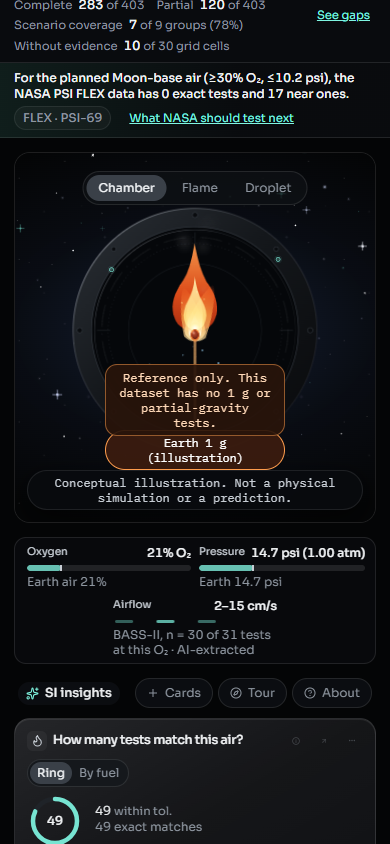 Complete 283 of 403 Partial 120 of 403
Scenario coverage 7 of 9 groups (78%)
See gaps
Without evidence 10 of 30 grid cells
For the planned Moon-base air (≥30% O₂, ≤10.2 psi), the
NASA PSI FLEX data has 0 exact tests and 17 near ones.
FLEX · PSI-69 What NASA should test next
Chamber Flame Droplet
Reference only. This
dataset has no 1 g or
partial-gravity
tests.
Earth 1 g
(illustration)
Conceptual illustration. Not a physical
simulation or a prediction.
Oxygen 21% O₂ Pressure 14.7 psi (1.00 atm)
Earth air 21% Earth 14.7 psi
Airflow 2–15 cm/s
BASS-II, n = 30 of 31 tests
at this O₂ · AI-extracted
SI insights + Cards Tour About
How many tests match this air?
Ring By fuel
49 within tol.
49
49 exact matches